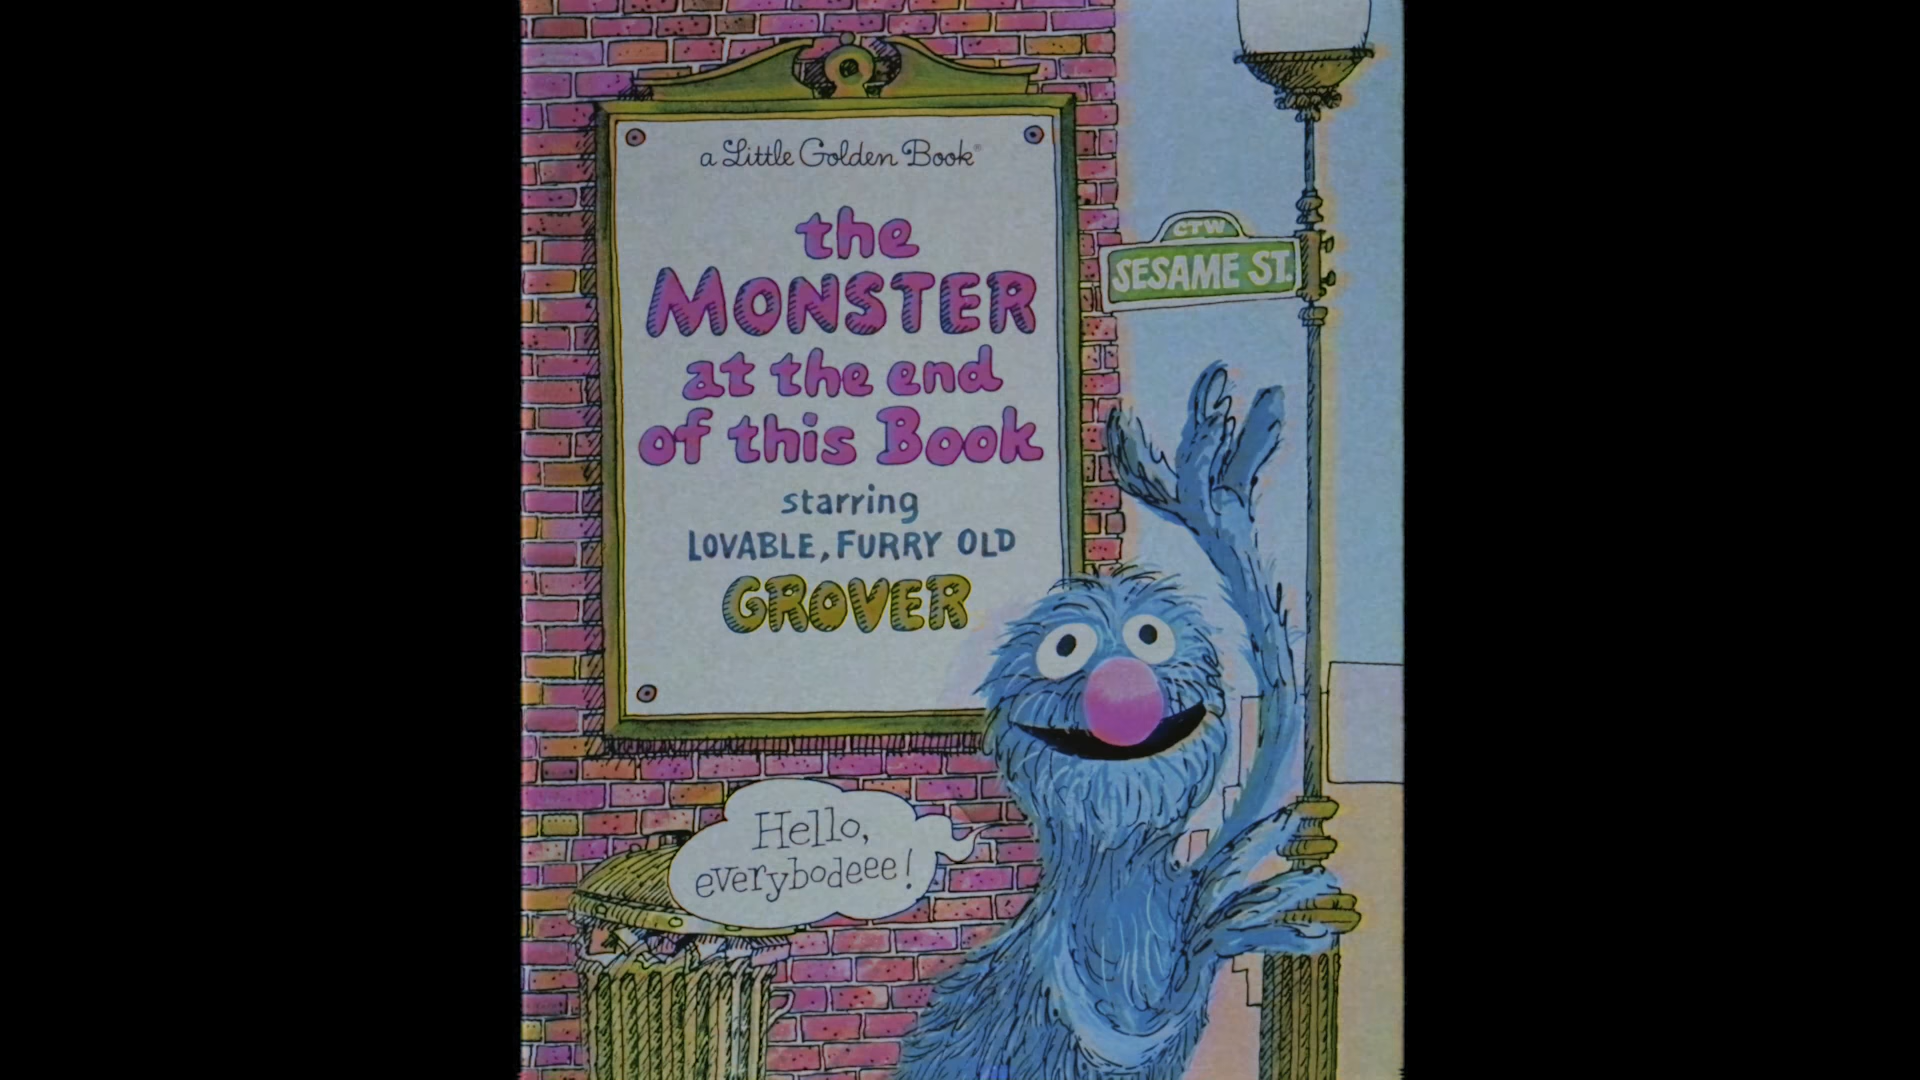 a Little Golden Book®
the
MONSTER
at the end
of this Book
starring
LOVABLE, FURRY OLD
GROVER
CTW
SESAME ST.
Hello,
everybodeee!